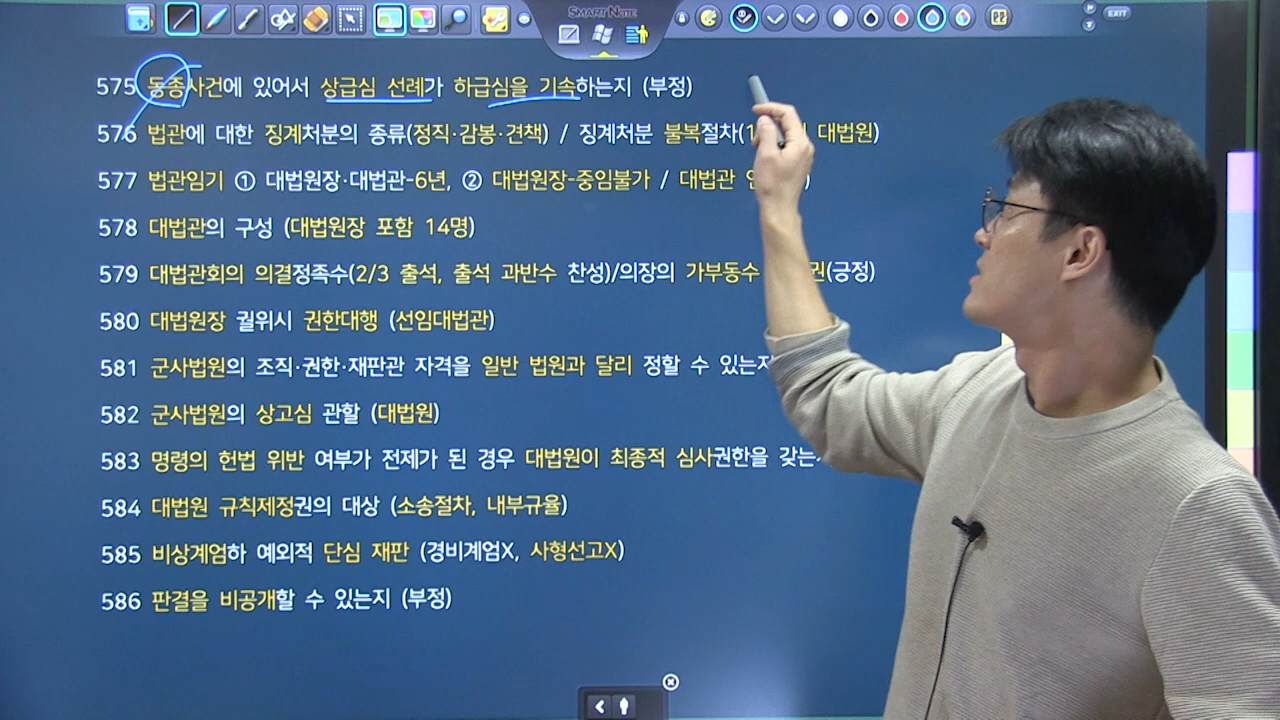 SMART NOTE
EXIT
575 동종사건에 있어서 상급심 선례가 하급심을 기속하는지 (부정)
576 법관에 대한 징계처분의 종류(정직·감봉·견책) / 징계처분 불복절차( 대법원)
577 법관임기 ① 대법원장·대법관-6년, ② 대법원장-중임불가 / 대법관
578 대법관의 구성 (대법원장 포함 14명)
579 대법관회의 의결정족수(2/3 출석, 출석 과반수 찬성)/의장의 가부동수 (긍정)
580 대법원장 궐위시 권한대행 (선임대법관)
581 군사법원의 조직·권한·재판관 자격을 일반 법원과 달리 정할 수 있는지
582 군사법원의 상고심 관할 (대법원)
583 명령의 헌법 위반 여부가 전제가 된 경우 대법원이 최종적 심사권한을
584 대법원 규칙제정권의 대상 (소송절차, 내부규율)
585 비상계엄하 예외적 단심 재판 (경비계엄X, 사형선고X)
586 판결을 비공개할 수 있는지 (부정)